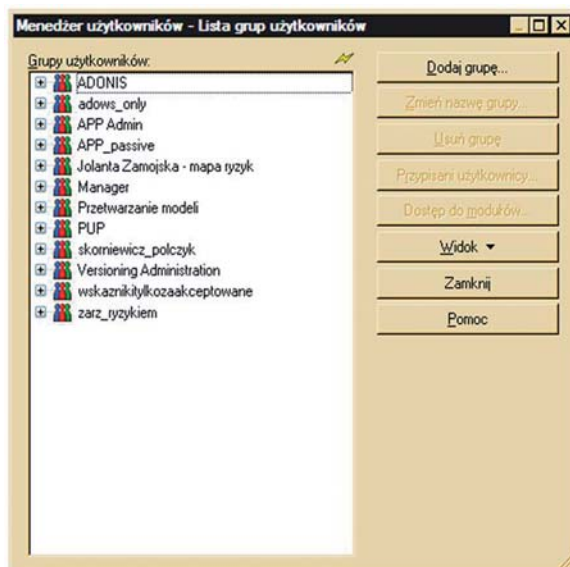 Menedżer użytkowników - Lista grup użytkowników
Grupy użytkowników:
ADONIS
adows_only
APP Admin
APP_passive
Jolanta Zamojska - mapa ryzyk
Manager
Przetwarzanie modeli
PUP
skorniewicz_polczyk
Versioning Administration
wskaznikitylkozaakceptowane
zarz_ryzykiem
Dodaj grupę...
Zmień nazwę grupy...
Usuń grupę
Przypisani użytkownicy...
Dostęp do modułów...
Widok
Zamknij
Pomoc